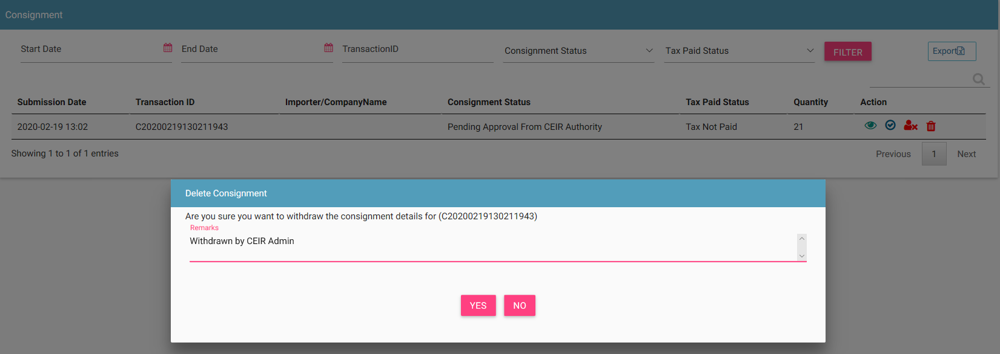 Consignment
Start Date End Date TransactionID Consignment Status Tax Paid Status FILTER Export
Submission Date Transaction ID Importer/CompanyName Consignment Status Tax Paid Status Quantity Action
2020-02-19 13:02 C20200219130211943 Pending Approval From CEIR Authority Tax Not Paid 21
Showing 1 to 1 of 1 entries Previous 1 Next
Delete Consignment
Are you sure you want to withdraw the consignment details for (C20200219130211943)
Remarks
Withdrawn by CEIR Admin
YES NO